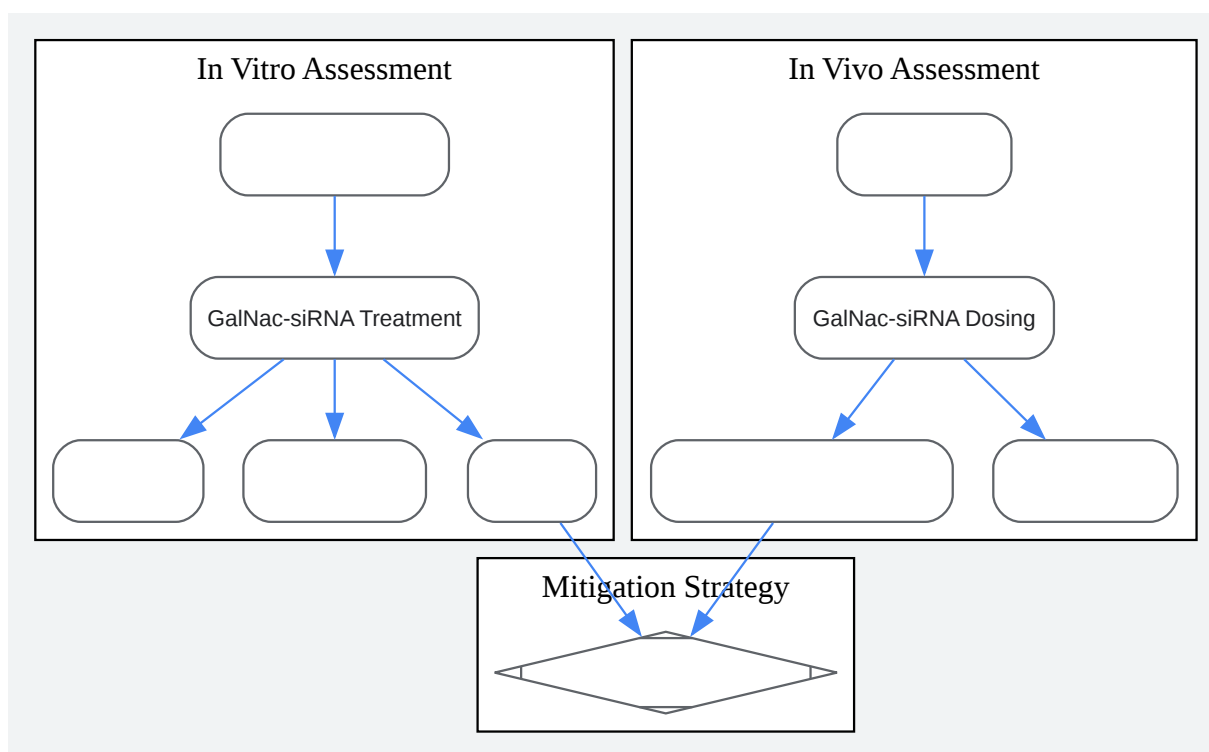 In Vitro Assessment
In Vivo Assessment
GalNac-siRNA Treatment
GalNac-siRNA Dosing
Mitigation Strategy